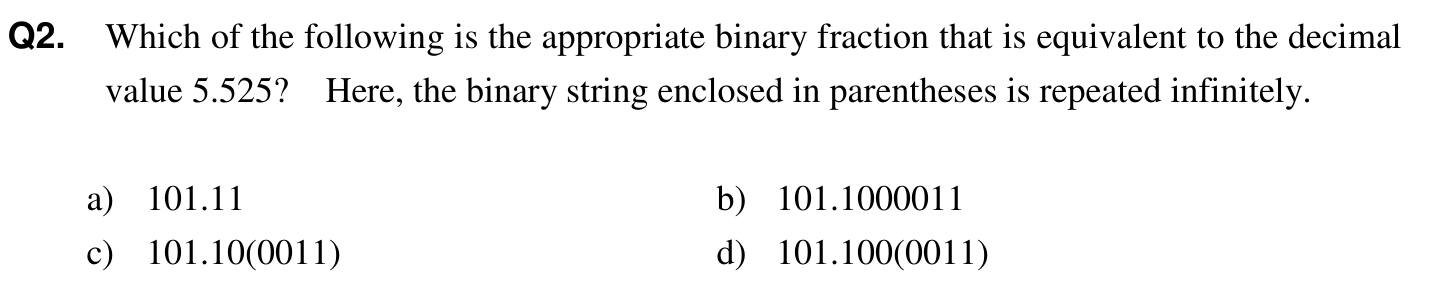 Q2. Which of the following is the appropriate binary fraction that is equivalent to the decimal
value 5.525? Here, the binary string enclosed in parentheses is repeated infinitely.
a) 101.11 b) 101.1000011
c) 101.10(0011) d) 101.100(0011)